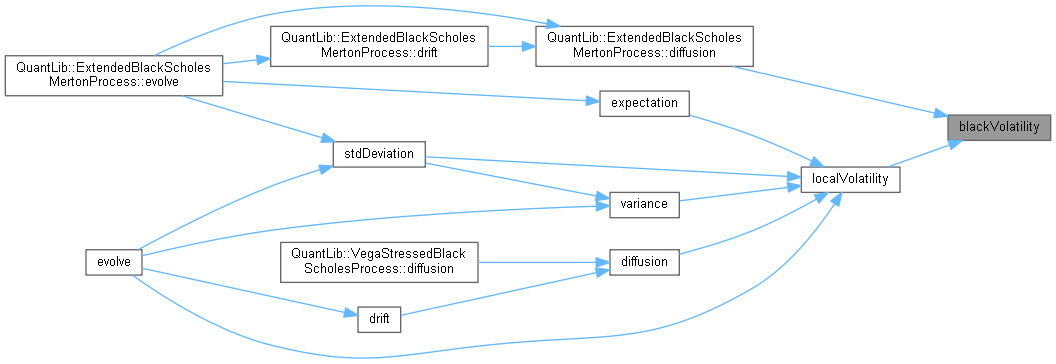 QuantLib::ExtendedBlackScholes
MertonProcess::evolve
QuantLib::ExtendedBlackScholes
MertonProcess::drift
QuantLib::ExtendedBlackScholes
MertonProcess::diffusion
expectation
blackVolatility
stdDeviation
localVolatility
variance
evolve
QuantLib::VegaStressedBlack
ScholesProcess::diffusion
diffusion
drift